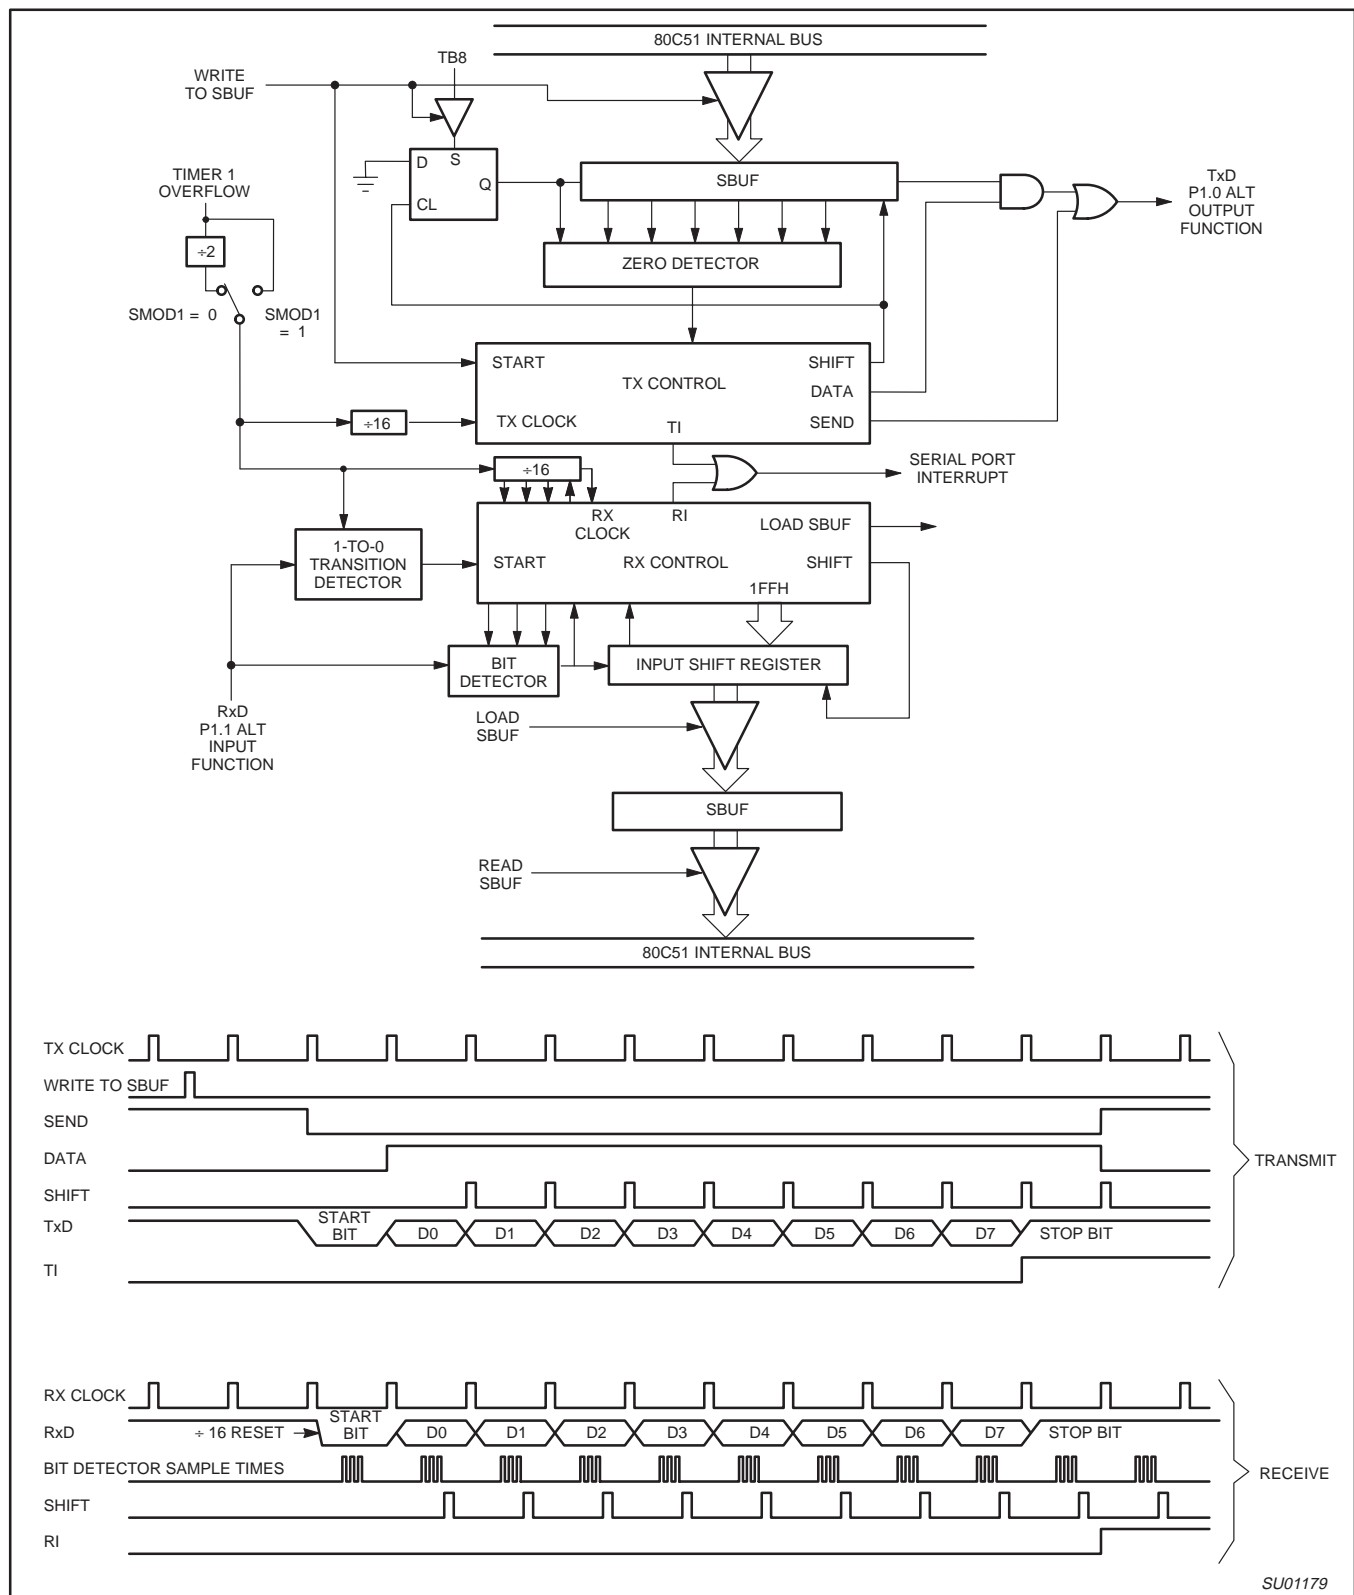 80C51 INTERNAL BUS
TB8
WRITE
TO SBUF
D
S
Q
CL
SBUF
TxD
P1.0 ALT
OUTPUT
FUNCTION
TIMER 1
OVERFLOW
÷2
ZERO DETECTOR
SMOD1 = 0
SMOD1
= 1
START
SHIFT
TX CONTROL
DATA
TX CLOCK
TI
SEND
÷16
÷16
SERIAL PORT
INTERRUPT
RX
CLOCK
RI
LOAD SBUF
1-TO-0
TRANSITION
DETECTOR
START
RX CONTROL
SHIFT
1FFH
BIT
DETECTOR
INPUT SHIFT REGISTER
RxD
P1.1 ALT
INPUT
FUNCTION
LOAD
SBUF
SBUF
READ
SBUF
80C51 INTERNAL BUS
TX CLOCK
WRITE TO SBUF
SEND
DATA
TRANSMIT
SHIFT
TxD
START
BIT
D0 D1 D2 D3 D4 D5 D6 D7 STOP BIT
TI
RX CLOCK
RxD
÷ 16 RESET
START
BIT
D0 D1 D2 D3 D4 D5 D6 D7 STOP BIT
BIT DETECTOR SAMPLE TIMES
RECEIVE
SHIFT
RI
SU01179